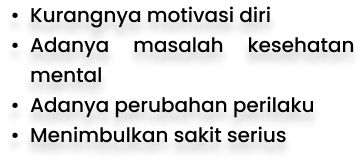 • Kurangnya motivasi diri
• Adanya masalah kesehatan
mental
• Adanya perubahan perilaku
• Menimbulkan sakit serius